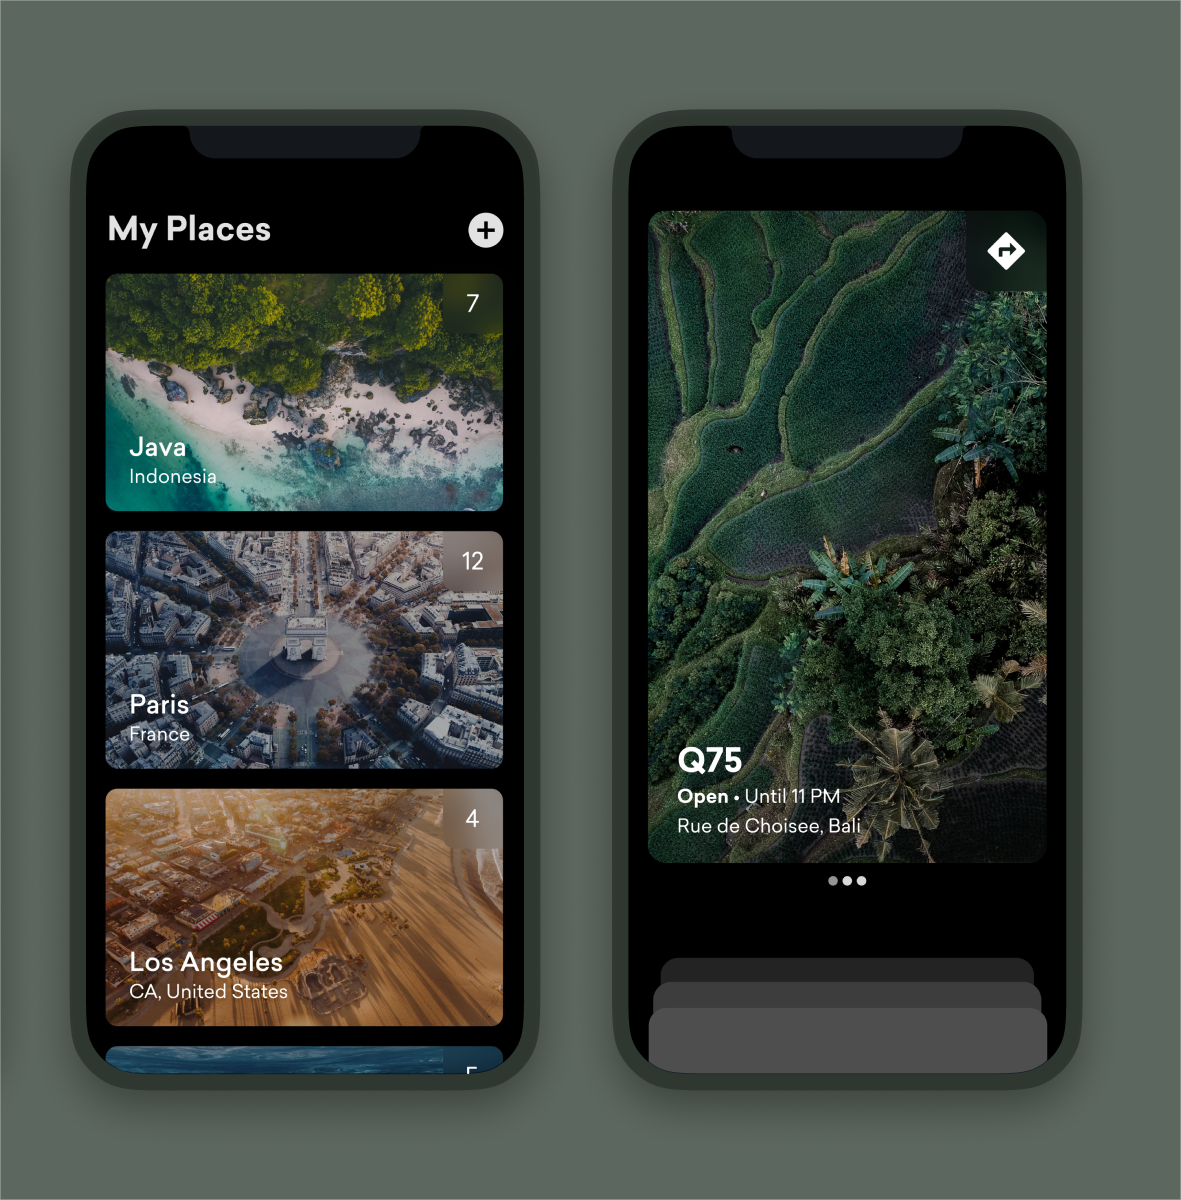 My Places
7
Java
Indonesia
12
Paris
France
4
Los Angeles
CA, United States
5
Q75
Open • Until 11 PM
Rue de Choisee, Bali